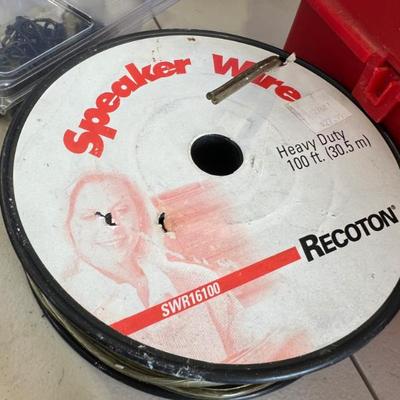 Speaker Wire
Heavy Duty
100 ft. (30.5 m)
RECOTON®
SWR16100